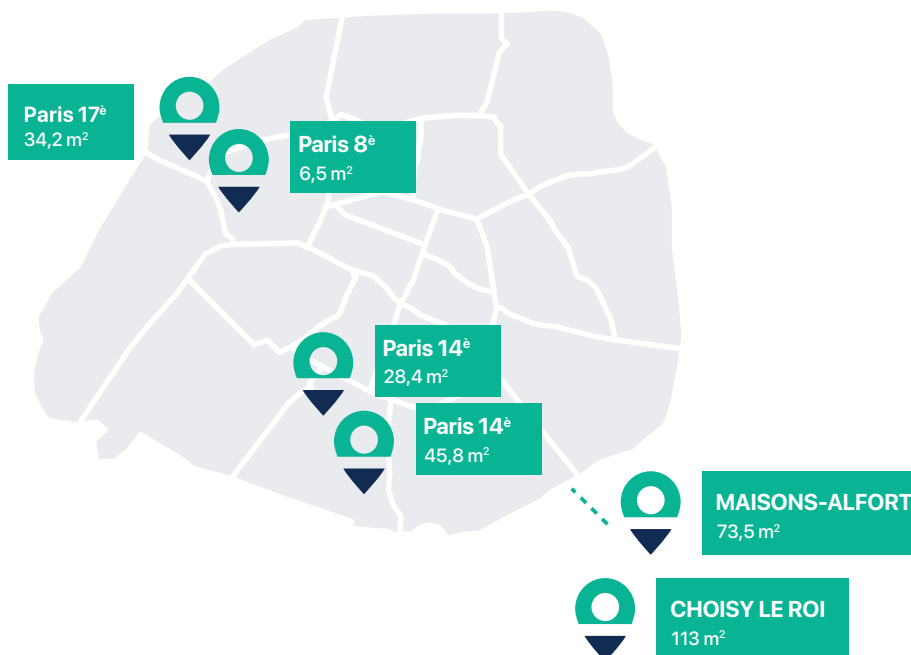 Paris 17è
34,2 m²
Paris 8è
6,5 m²
Paris 14è
28,4 m²
Paris 14è
45,8 m²
MAISONS-ALFORT
73,5 m²
CHOISY LE ROI
113 m²